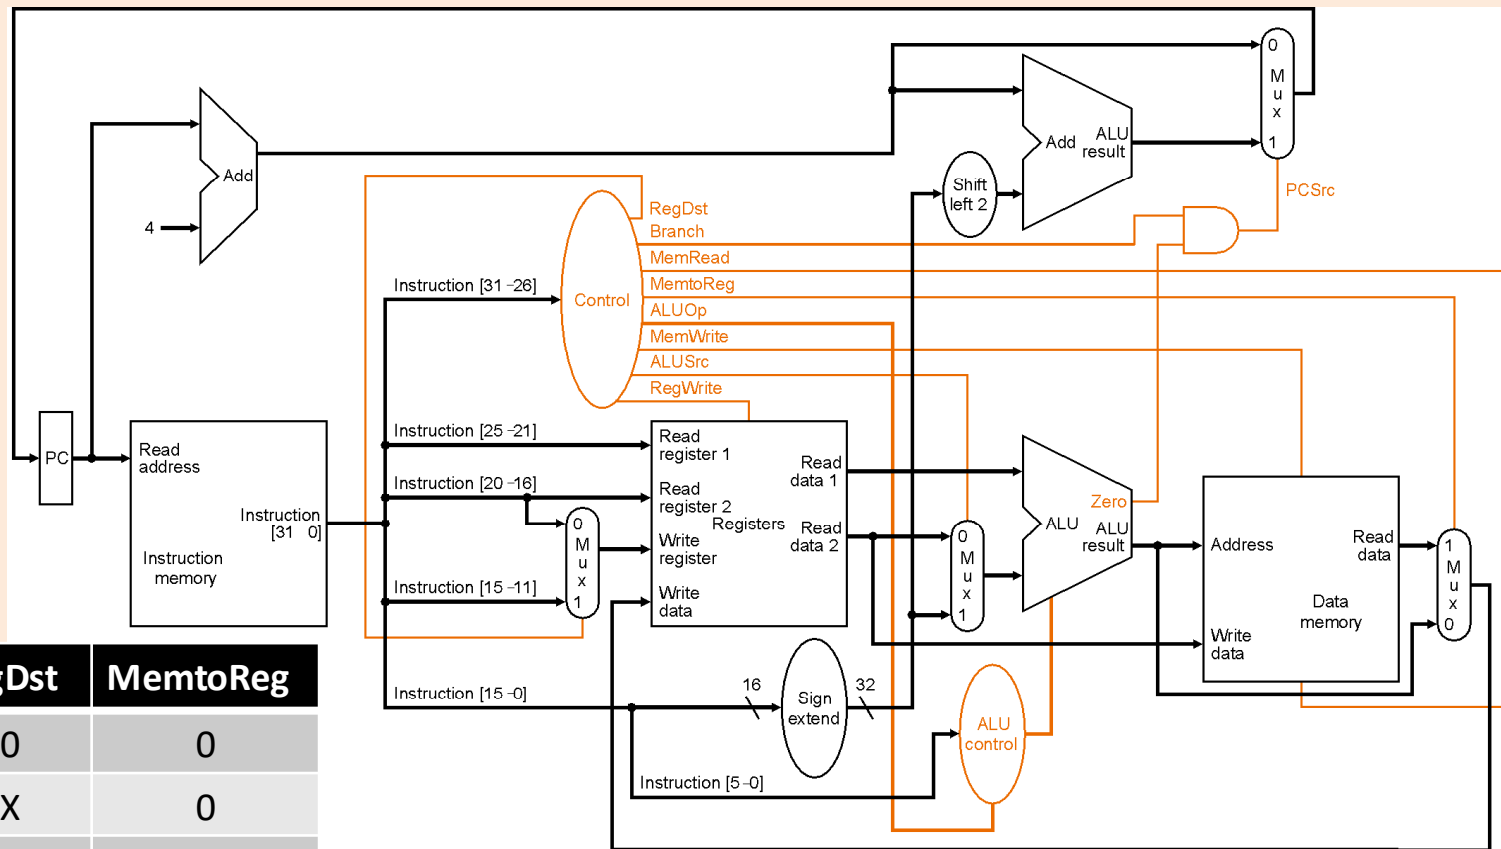 0
M
u
x
1
Add
ALU
result
Add
4
Shift
left 2
PCSrc
RegDst
Branch
MemRead
MemtoReg
ALUOp
MemWrite
ALUSrc
RegWrite
Control
Instruction [31–26]
Instruction [25–21]
Instruction [20–16]
Instruction [15–11]
Instruction [15–0]
Instruction [5–0]
PC
Read
address
Instruction
[31 0]
Instruction
memory
0
M
u
x
1
Read
register 1
Read
register 2
Write
register
Write
data
Registers
Read
data 1
Read
data 2
0
M
u
x
1
Zero
ALU
ALU
result
Address
Write
data
Read
data
Data
memory
1
M
u
x
0
16
Sign
extend
32
ALU
control
gDst MemtoReg
0 0
X 0